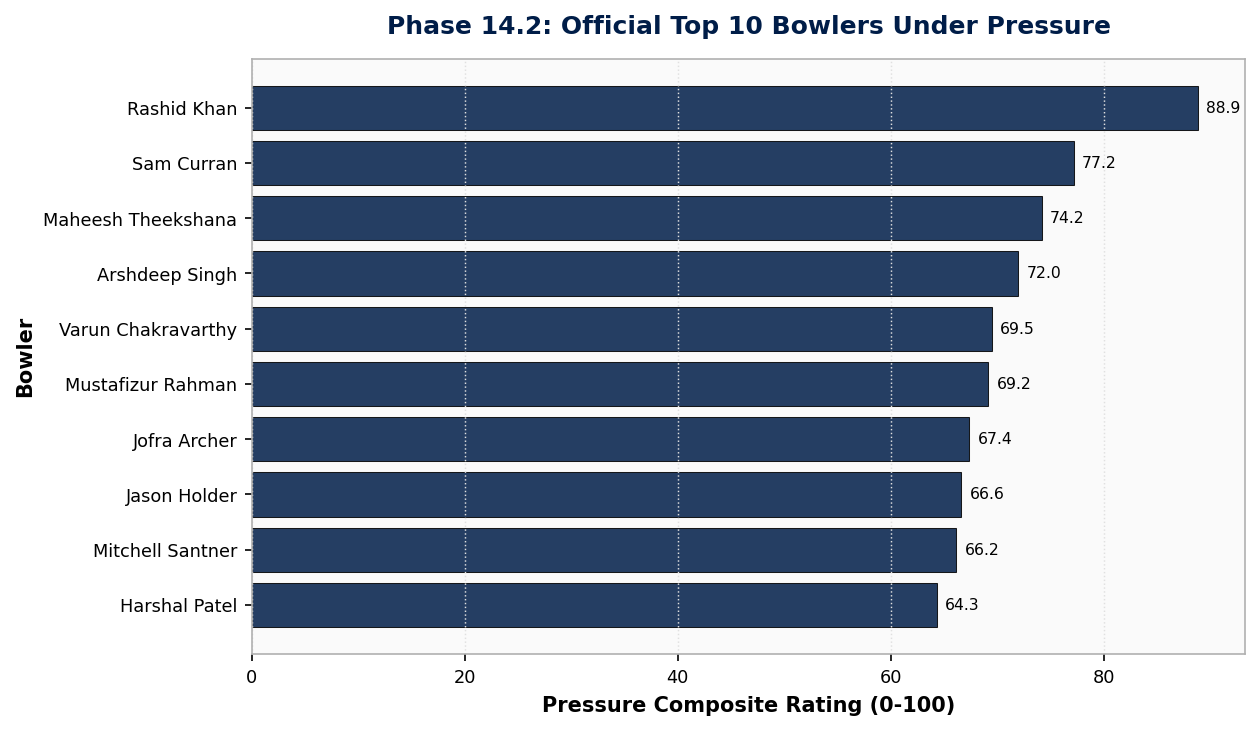 Phase 14.2: Official Top 10 Bowlers Under Pressure
Rashid Khan 88.9
Sam Curran 77.2
Maheesh Theekshana 74.2
Arshdeep Singh 72.0
Varun Chakravarthy 69.5
Mustafizur Rahman 69.2
Jofra Archer 67.4
Jason Holder 66.6
Mitchell Santner 66.2
Harshal Patel 64.3
Bowler
0 20 40 60 80
Pressure Composite Rating (0-100)